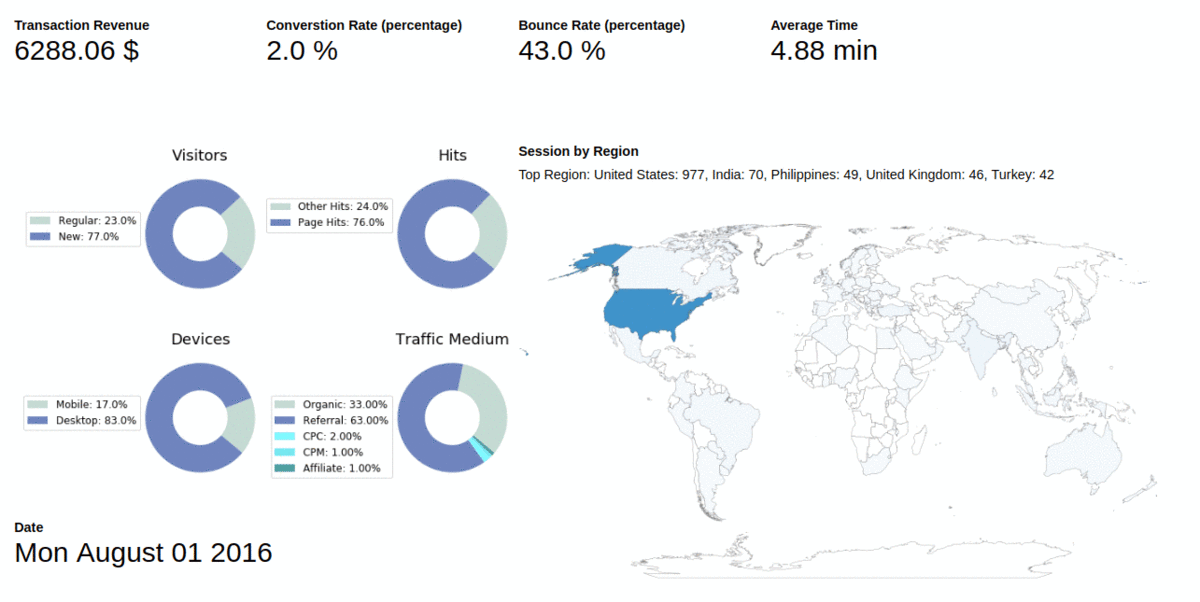 Transaction Revenue
6288.06 $
Converstion Rate (percentage)
2.0 %
Bounce Rate (percentage)
43.0 %
Average Time
4.88 min
Visitors
Regular: 23.0%
New: 77.0%
Hits
Other Hits: 24.0%
Page Hits: 76.0%
Session by Region
Top Region: United States: 977, India: 70, Philippines: 49, United Kingdom: 46, Turkey: 42
Devices
Mobile: 17.0%
Desktop: 83.0%
Traffic Medium
Organic: 33.00%
Referral: 63.00%
CPC: 2.00%
CPM: 1.00%
Affiliate: 1.00%
Date
Mon August 01 2016